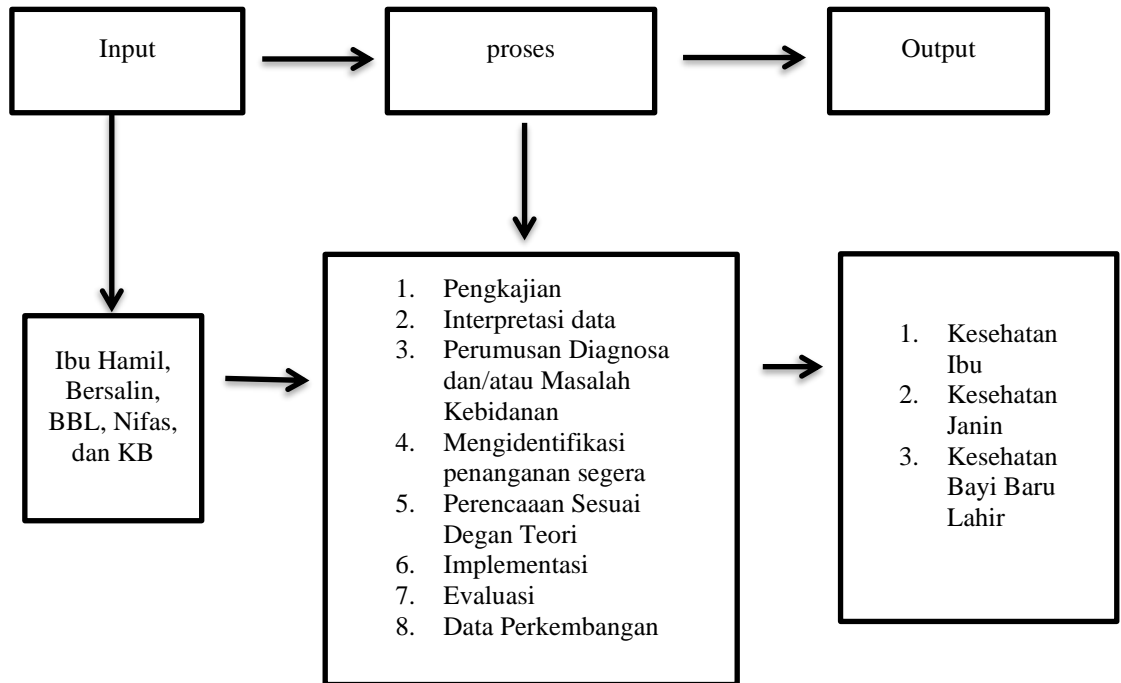 Input
proses
Output
Ibu Hamil,
Bersalin,
BBL, Nifas,
dan KB
1. Pengkajian
2. Interpretasi data
3. Perumusan Diagnosa
dan/atau Masalah
Kebidanan
4. Mengidentifikasi
penanganan segera
5. Perencaaan Sesuai
Degan Teori
6. Implementasi
7. Evaluasi
8. Data Perkembangan
1. Kesehatan
Ibu
2. Kesehatan
Janin
3. Kesehatan
Bayi Baru
Lahir